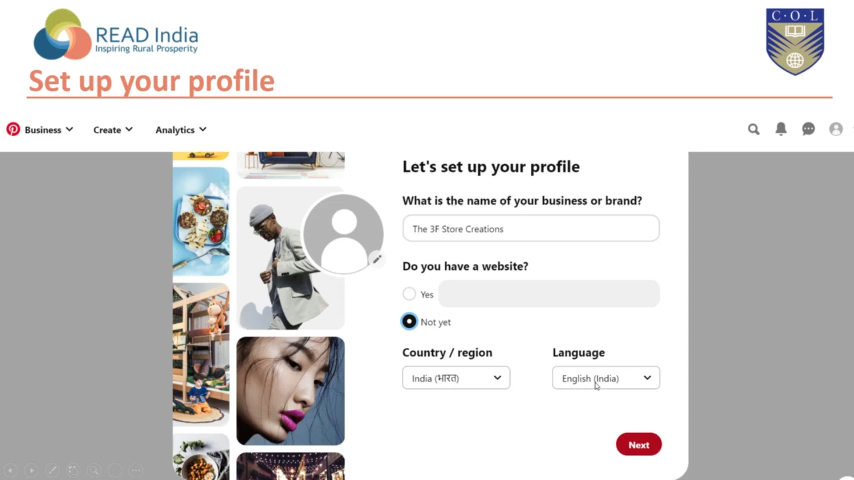 READ India
Inspiring Rural Prosperity
C·O·L
Set up your profile
Business Create Analytics
Let's set up your profile
What is the name of your business or brand?
The 3F Store Creations
Do you have a website?
Yes
Not yet
Country / region Language
India (भारत) English (India)
Next